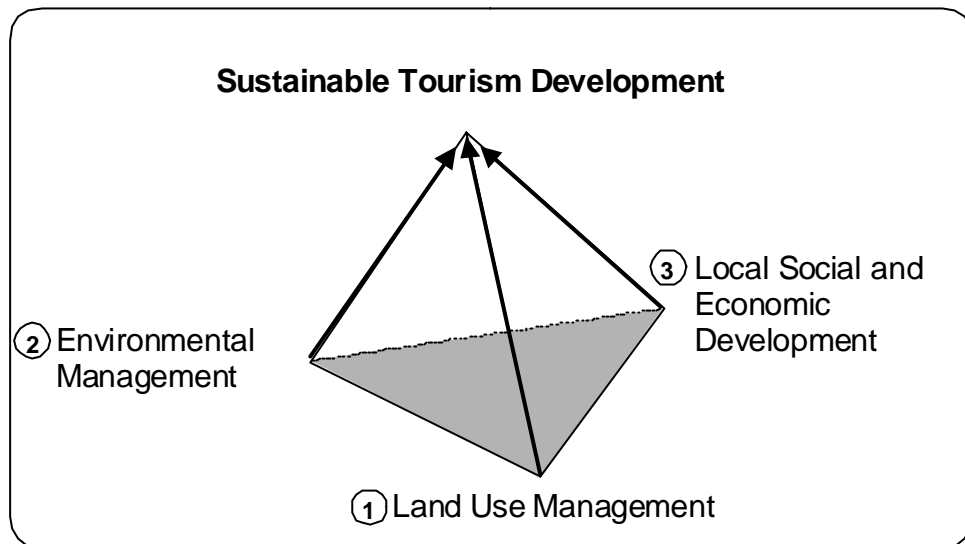 Sustainable Tourism Development
3 Local Social and
Economic
Development
2 Environmental
Management
1 Land Use Management